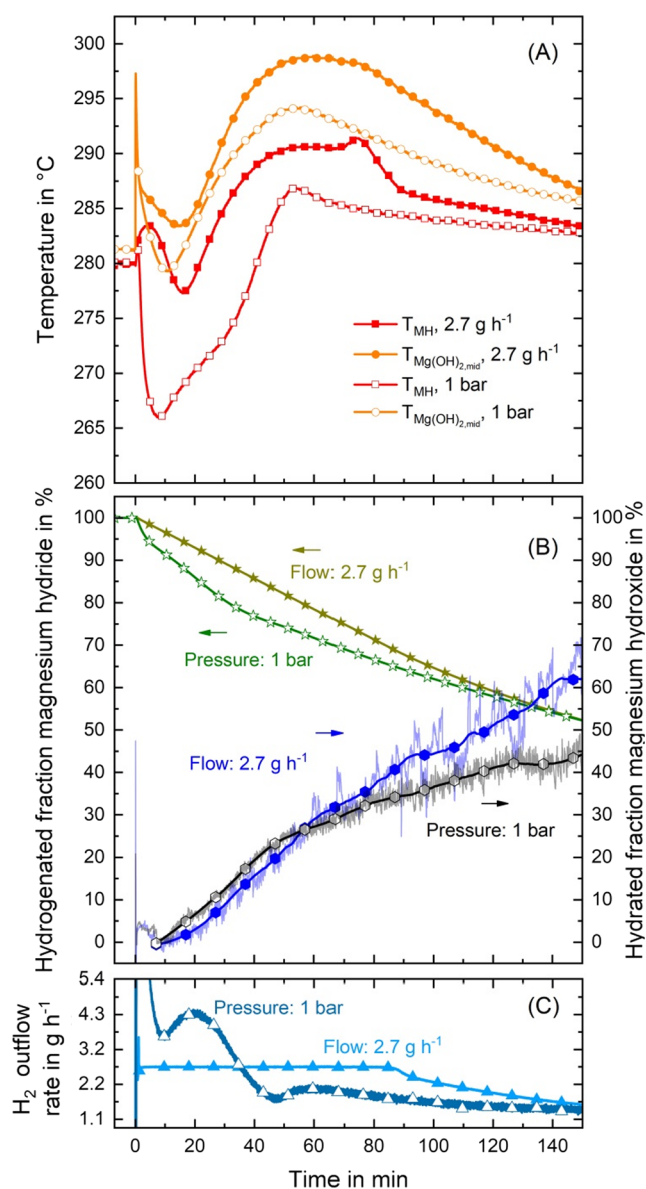 (A)
300
295
290
285
280
275
270
265
260
Temperature in °C
T_MH, 2.7 g h⁻¹
T_Mg(OH)₂,mid, 2.7 g h⁻¹
T_MH, 1 bar
T_Mg(OH)₂,mid, 1 bar
(B)
100
90
80
70
60
50
40
30
20
10
0
Hydrogenated fraction magnesium hydride in %
Flow: 2.7 g h⁻¹
Pressure: 1 bar
Flow: 2.7 g h⁻¹
Pressure: 1 bar
100
90
80
70
60
50
40
30
20
10
0
Hydrated fraction magnesium hydroxide in %
(C)
5.4
4.3
3.2
2.2
1.1
H₂ outflow
rate in g h⁻¹
Pressure: 1 bar
Flow: 2.7 g h⁻¹
0 20 40 60 80 100 120 140
Time in min